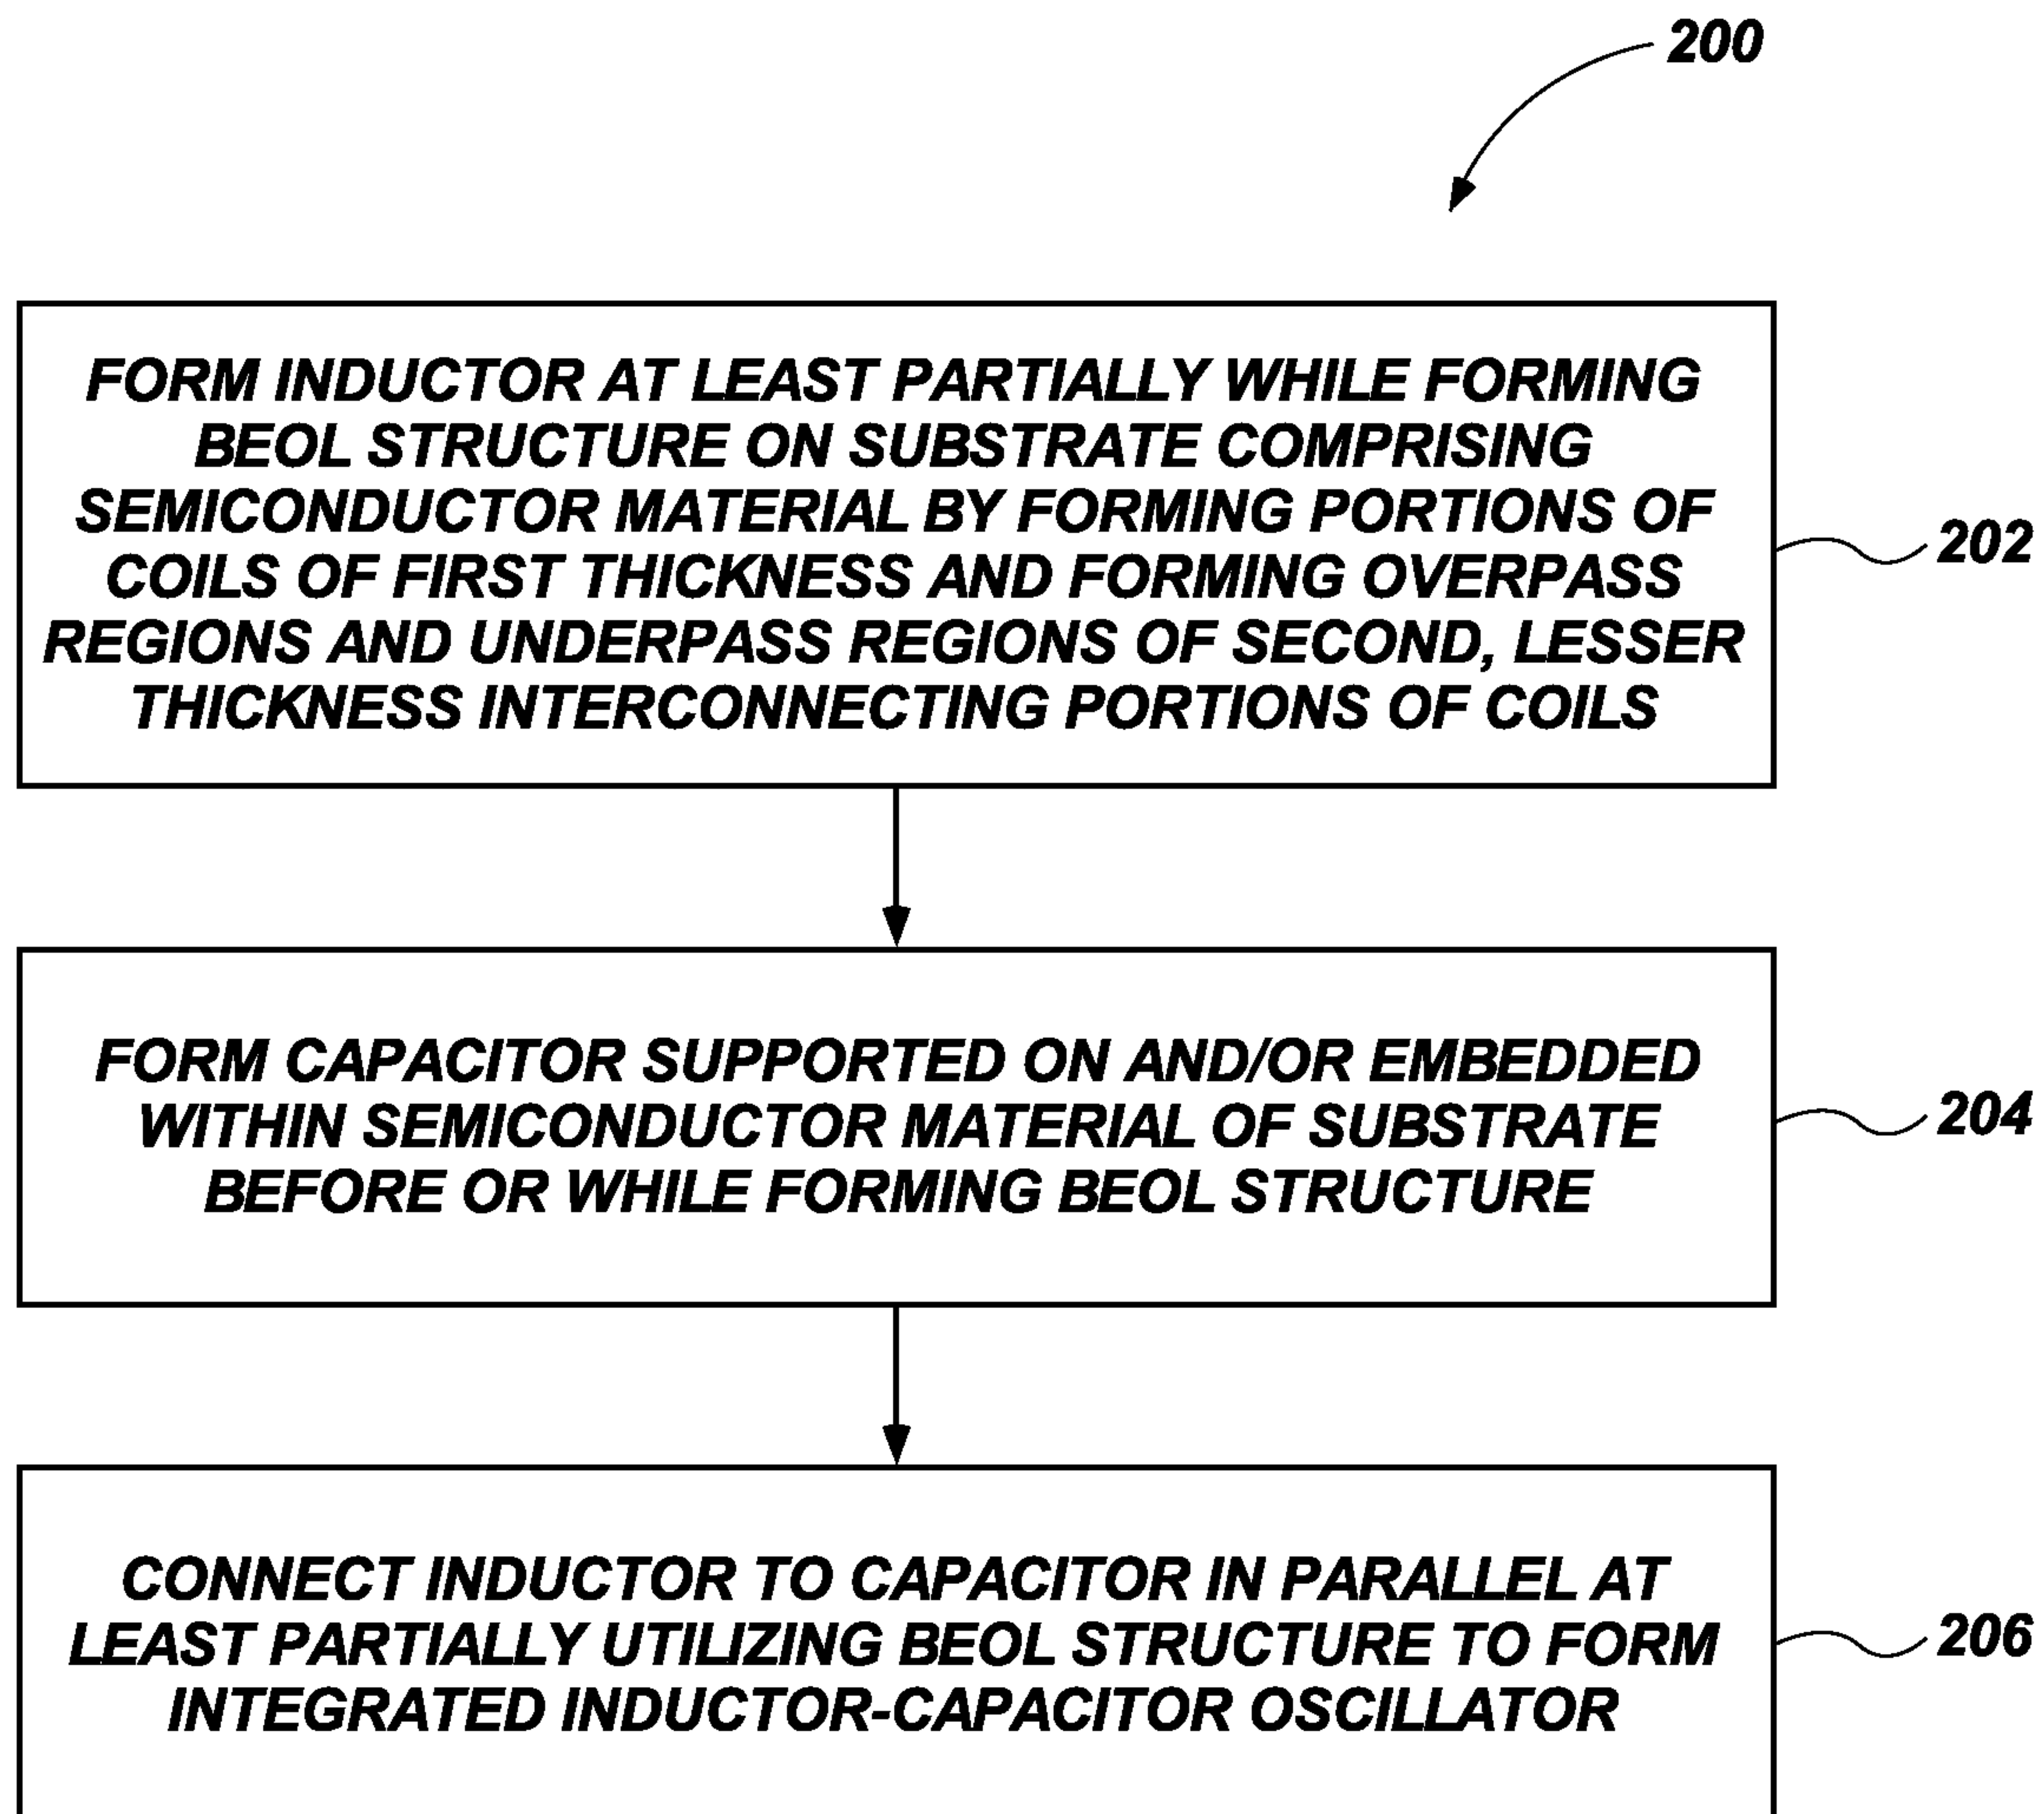 200
FORM INDUCTOR AT LEAST PARTIALLY WHILE FORMING
BEOL STRUCTURE ON SUBSTRATE COMPRISING
SEMICONDUCTOR MATERIAL BY FORMING PORTIONS OF
COILS OF FIRST THICKNESS AND FORMING OVERPASS
REGIONS AND UNDERPASS REGIONS OF SECOND, LESSER
THICKNESS INTERCONNECTING PORTIONS OF COILS
202
FORM CAPACITOR SUPPORTED ON AND/OR EMBEDDED
WITHIN SEMICONDUCTOR MATERIAL OF SUBSTRATE
BEFORE OR WHILE FORMING BEOL STRUCTURE
204
CONNECT INDUCTOR TO CAPACITOR IN PARALLEL AT
LEAST PARTIALLY UTILIZING BEOL STRUCTURE TO FORM
INTEGRATED INDUCTOR-CAPACITOR OSCILLATOR
206